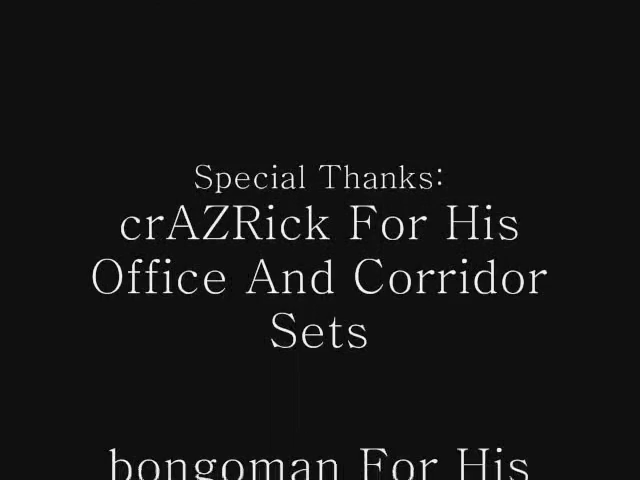 Special Thanks:
crAZRick For His
Office And Corridor
Sets
bongoman For His